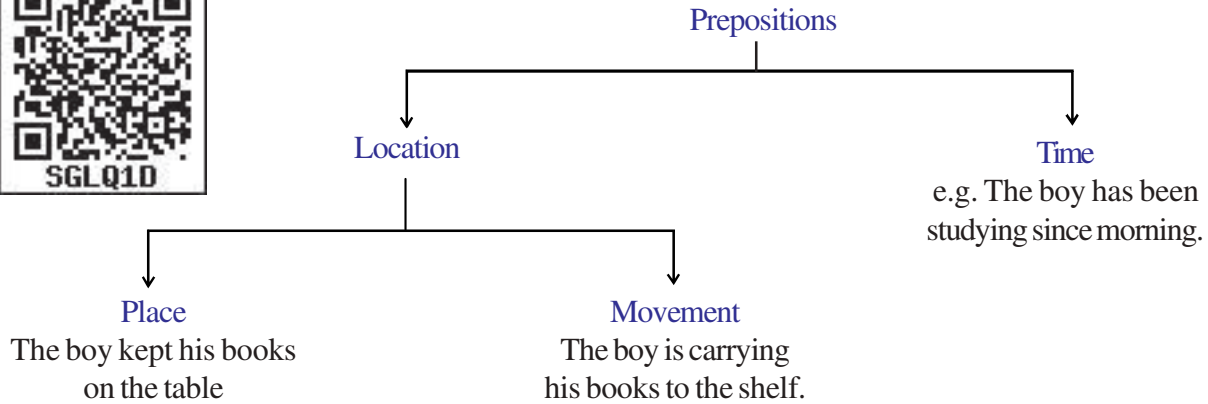 Prepositions
Location
Time
e.g. The boy has been
studying since morning.
SGLQ1D
Place
Movement
The boy kept his books
on the table
The boy is carrying
his books to the shelf.